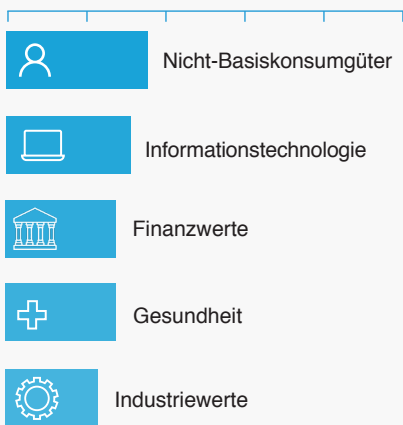 Nicht-Basiskonsumgüter
Informationstechnologie
Finanzwerte
Gesundheit
Industriewerte